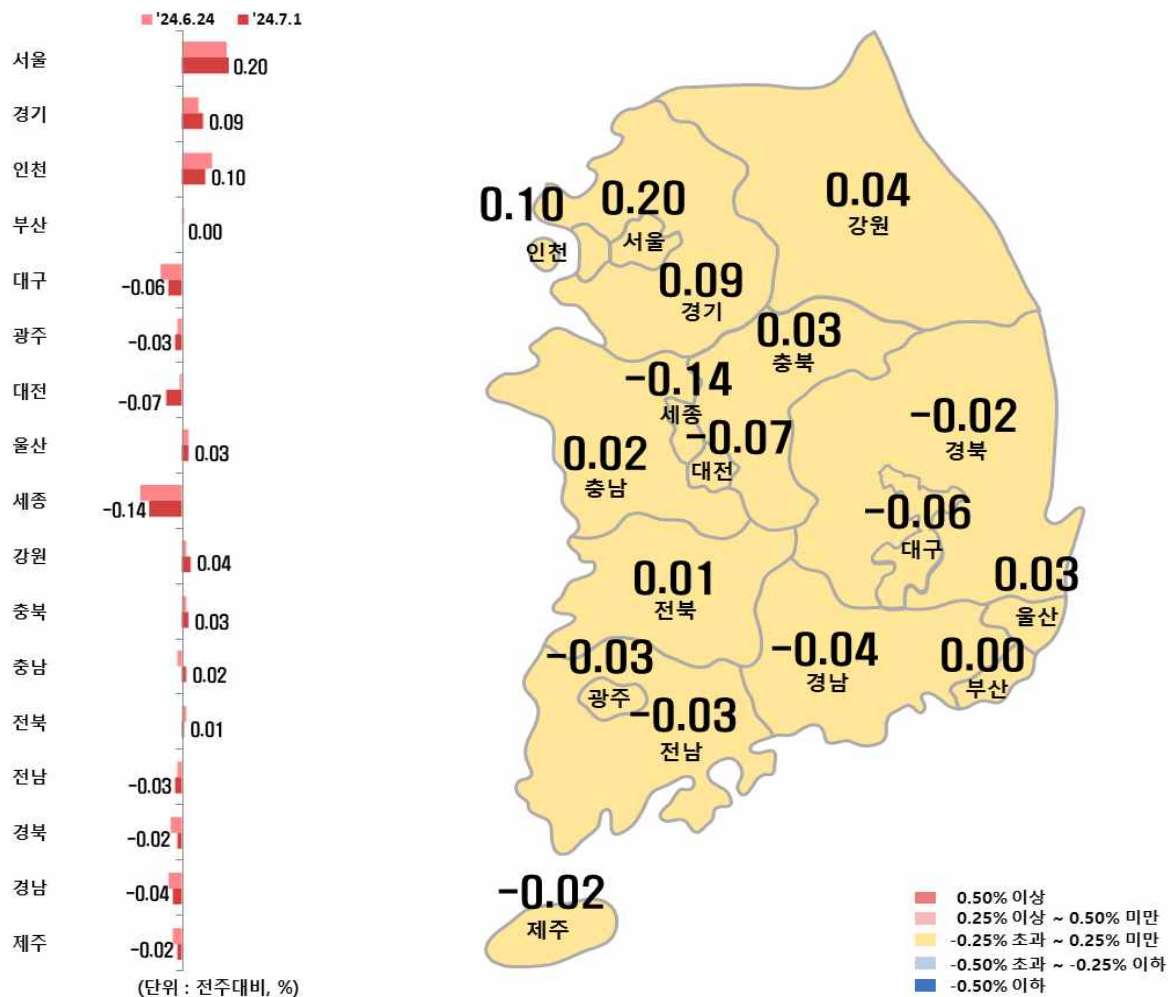 '24.6.24 '24.7.1
서울 0.20
경기 0.09
인천 0.10
부산 0.00
대구 -0.06
광주 -0.03
대전 -0.07
울산 0.03
세종 -0.14
강원 0.04
충북 0.03
충남 0.02
전북 0.01
전남 -0.03
경북 -0.02
경남 -0.04
제주 -0.02
(단위 : 전주대비, %)
0.04
강원
0.10
인천
0.20
서울
0.09
경기
0.03
충북
-0.14
세종
-0.02
경북
0.02
충남
-0.07
대전
-0.06
대구
0.03
울산
0.01
전북
-0.04
경남
0.00
부산
-0.03
광주
-0.03
전남
-0.02
제주
0.50% 이상
0.25% 이상 ~ 0.50% 미만
-0.25% 초과 ~ 0.25% 미만
-0.50% 초과 ~ -0.25% 이하
-0.50% 이하